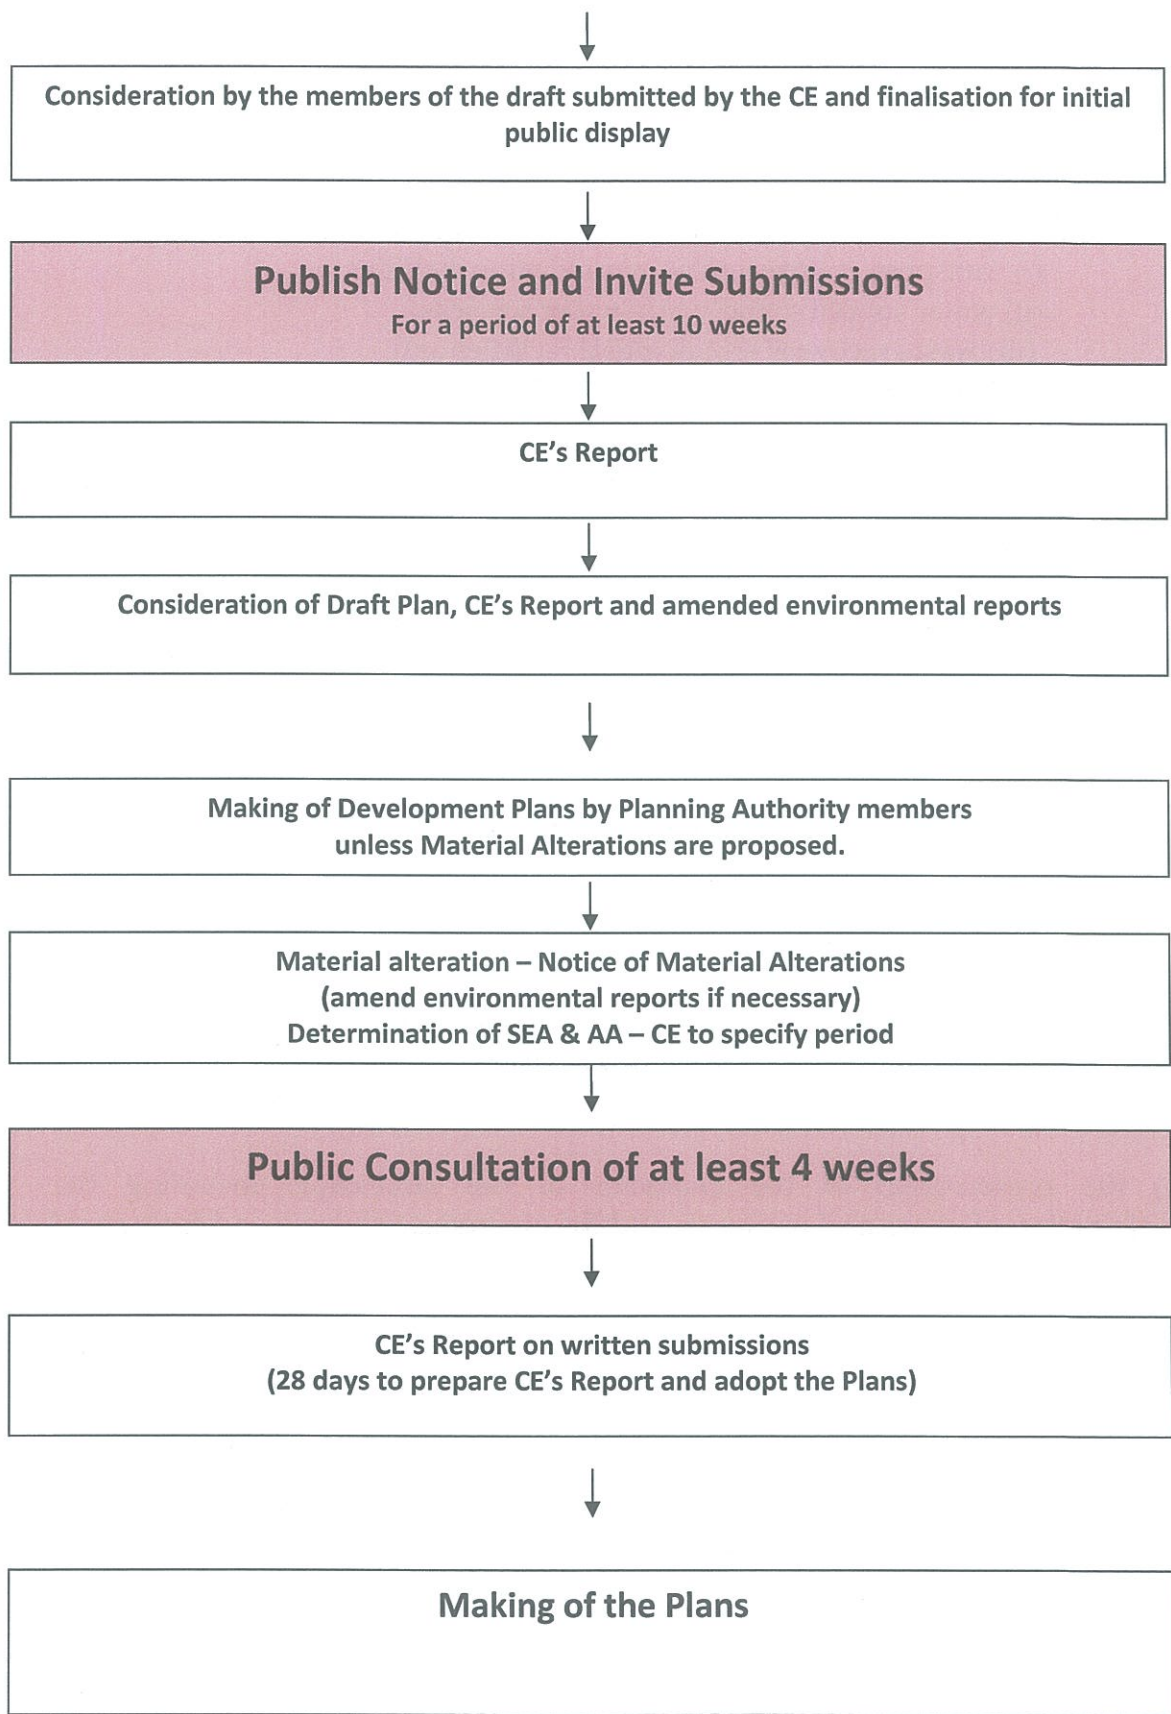 Consideration by the members of the draft submitted by the CE and finalisation for initial
public display
Publish Notice and Invite Submissions
For a period of at least 10 weeks
CE's Report
Consideration of Draft Plan, CE's Report and amended environmental reports
Making of Development Plans by Planning Authority members
unless Material Alterations are proposed.
Material alteration – Notice of Material Alterations
(amend environmental reports if necessary)
Determination of SEA & AA – CE to specify period
Public Consultation of at least 4 weeks
CE's Report on written submissions
(28 days to prepare CE's Report and adopt the Plans)
Making of the Plans